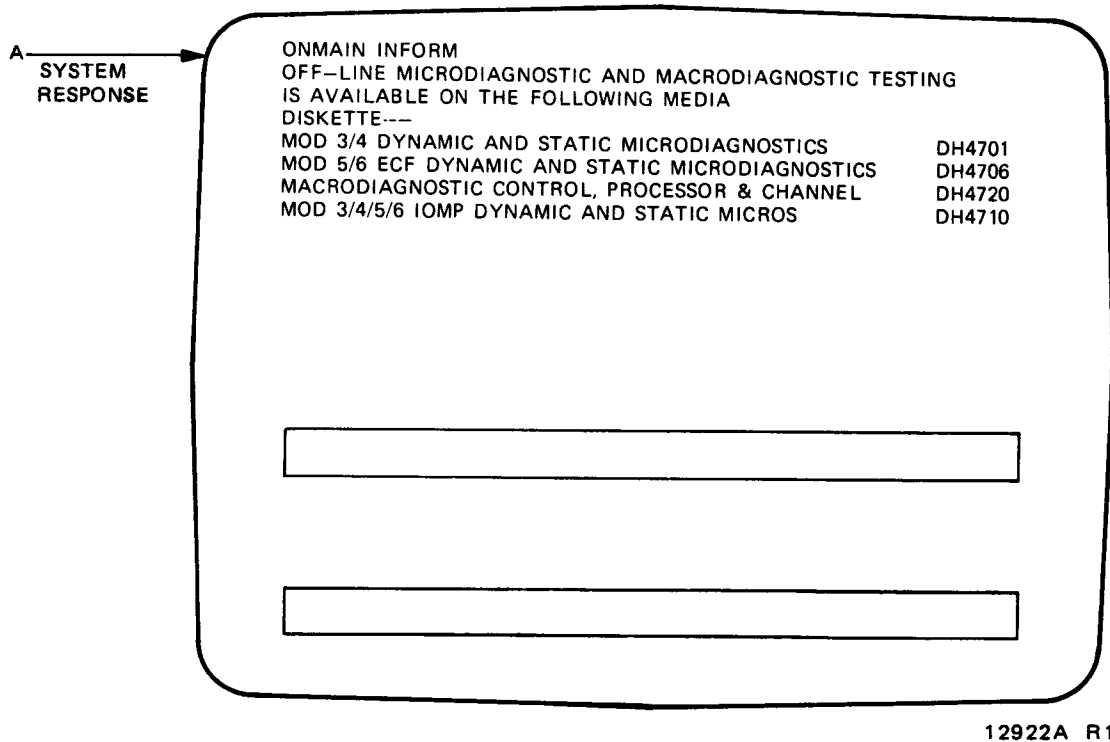 A
SYSTEM
RESPONSE
ONMAIN INFORM
OFF–LINE MICRODIAGNOSTIC AND MACRODIAGNOSTIC TESTING
IS AVAILABLE ON THE FOLLOWING MEDIA
DISKETTE---
MOD 3/4 DYNAMIC AND STATIC MICRODIAGNOSTICS DH4701
MOD 5/6 ECF DYNAMIC AND STATIC MICRODIAGNOSTICS DH4706
MACRODIAGNOSTIC CONTROL, PROCESSOR & CHANNEL DH4720
MOD 3/4/5/6 IOMP DYNAMIC AND STATIC MICROS DH4710
12922A R1